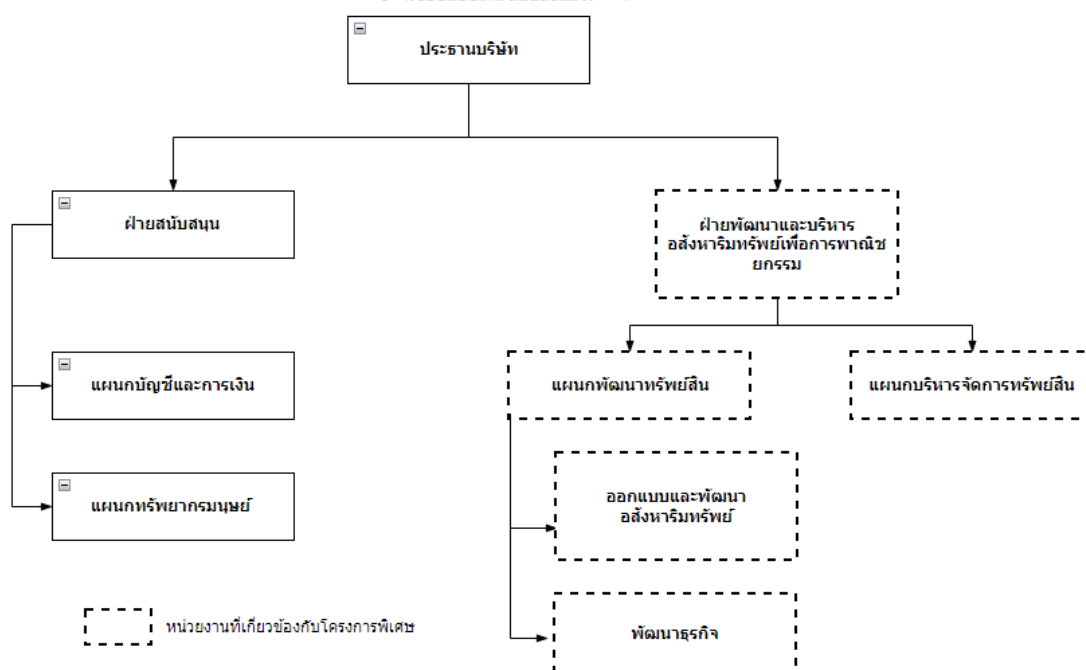 ประธานบริษัท
ฝ่ายสนับสนุน
ฝ่ายพัฒนาและบริหาร
อสังหาริมทรัพย์เพื่อการพาณิช
ยกรรม
แผนกบัญชีและการเงิน
แผนกพัฒนาทรัพย์สิน
แผนกบริหารจัดการทรัพย์สิน
แผนกทรัพยากรมนุษย์
ออกแบบและพัฒนา
อสังหาริมทรัพย์
หน่วยงานที่เกี่ยวข้องกับโครงการพิเศษ
พัฒนาธุรกิจ